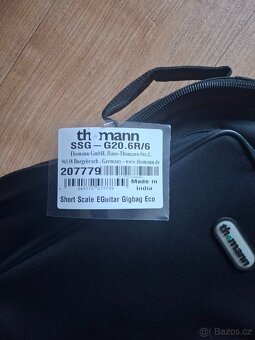 thomann
SSG - G20.6R/6
Thomann GmbH, Hans-Thomann-Str.1,
96138 Burgebrach , Germany - www.thomann.de
207779
Made in
India
Short Scale EGuitar Gigbag Eco
thomann
bazos.cz